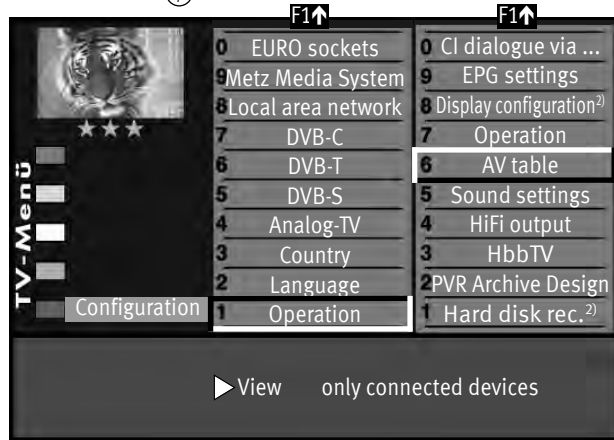 F1↑ F1↑
0 EURO sockets 0 CI dialogue via ...
9 Metz Media System 9 EPG settings
8 Local area network 8 Display configuration2)
7 DVB-C 7 Operation
6 DVB-T 6 AV table
5 DVB-S 5 Sound settings
4 Analog-TV 4 HiFi output
3 Country 3 HbbTV
2 Language 2 PVR Archive Design
Configuration 1 Operation 1 Hard disk rec.2)
TV-Menü
View only connected devices